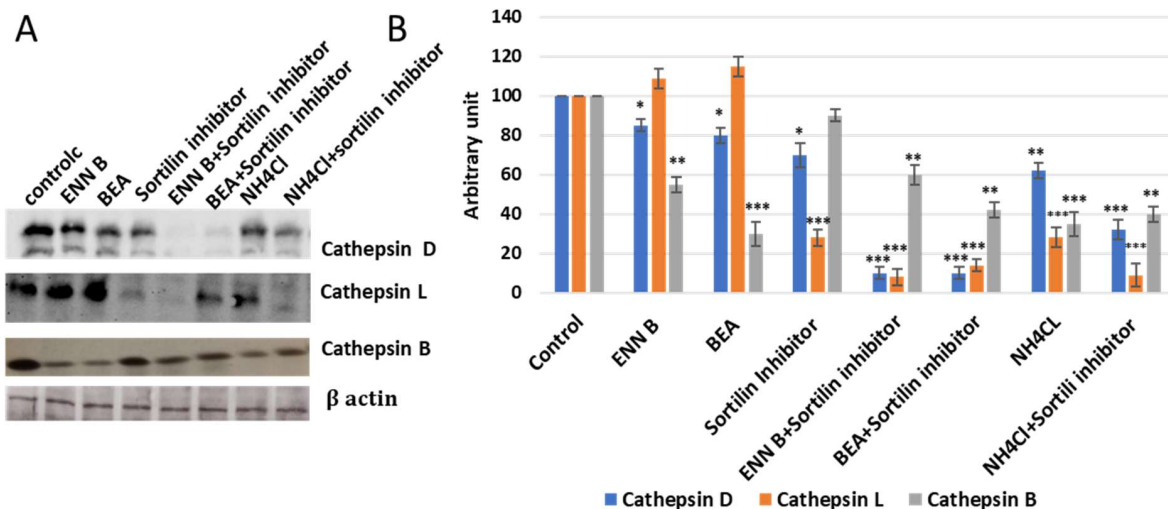 A
controlc
ENN B
BEA
Sortilin inhibitor
ENN B+Sortilin inhibitor
BEA+Sortilin inhibitor
NH4Cl
NH4Cl+sortilin inhibitor
Cathepsin D
Cathepsin L
Cathepsin B
β actin
B
Arbitrary unit
140
120
100
80
60
40
20
0
* ** * *** * *** *** *** ** *** *** ** ** *** *** *** *** **
Control
ENN B
BEA
Sortilin Inhibitor
ENN B+Sortilin inhibitor
BEA+Sortilin inhibitor
NH4CL
NH4Cl+Sortili inhibitor
Cathepsin D Cathepsin L Cathepsin B